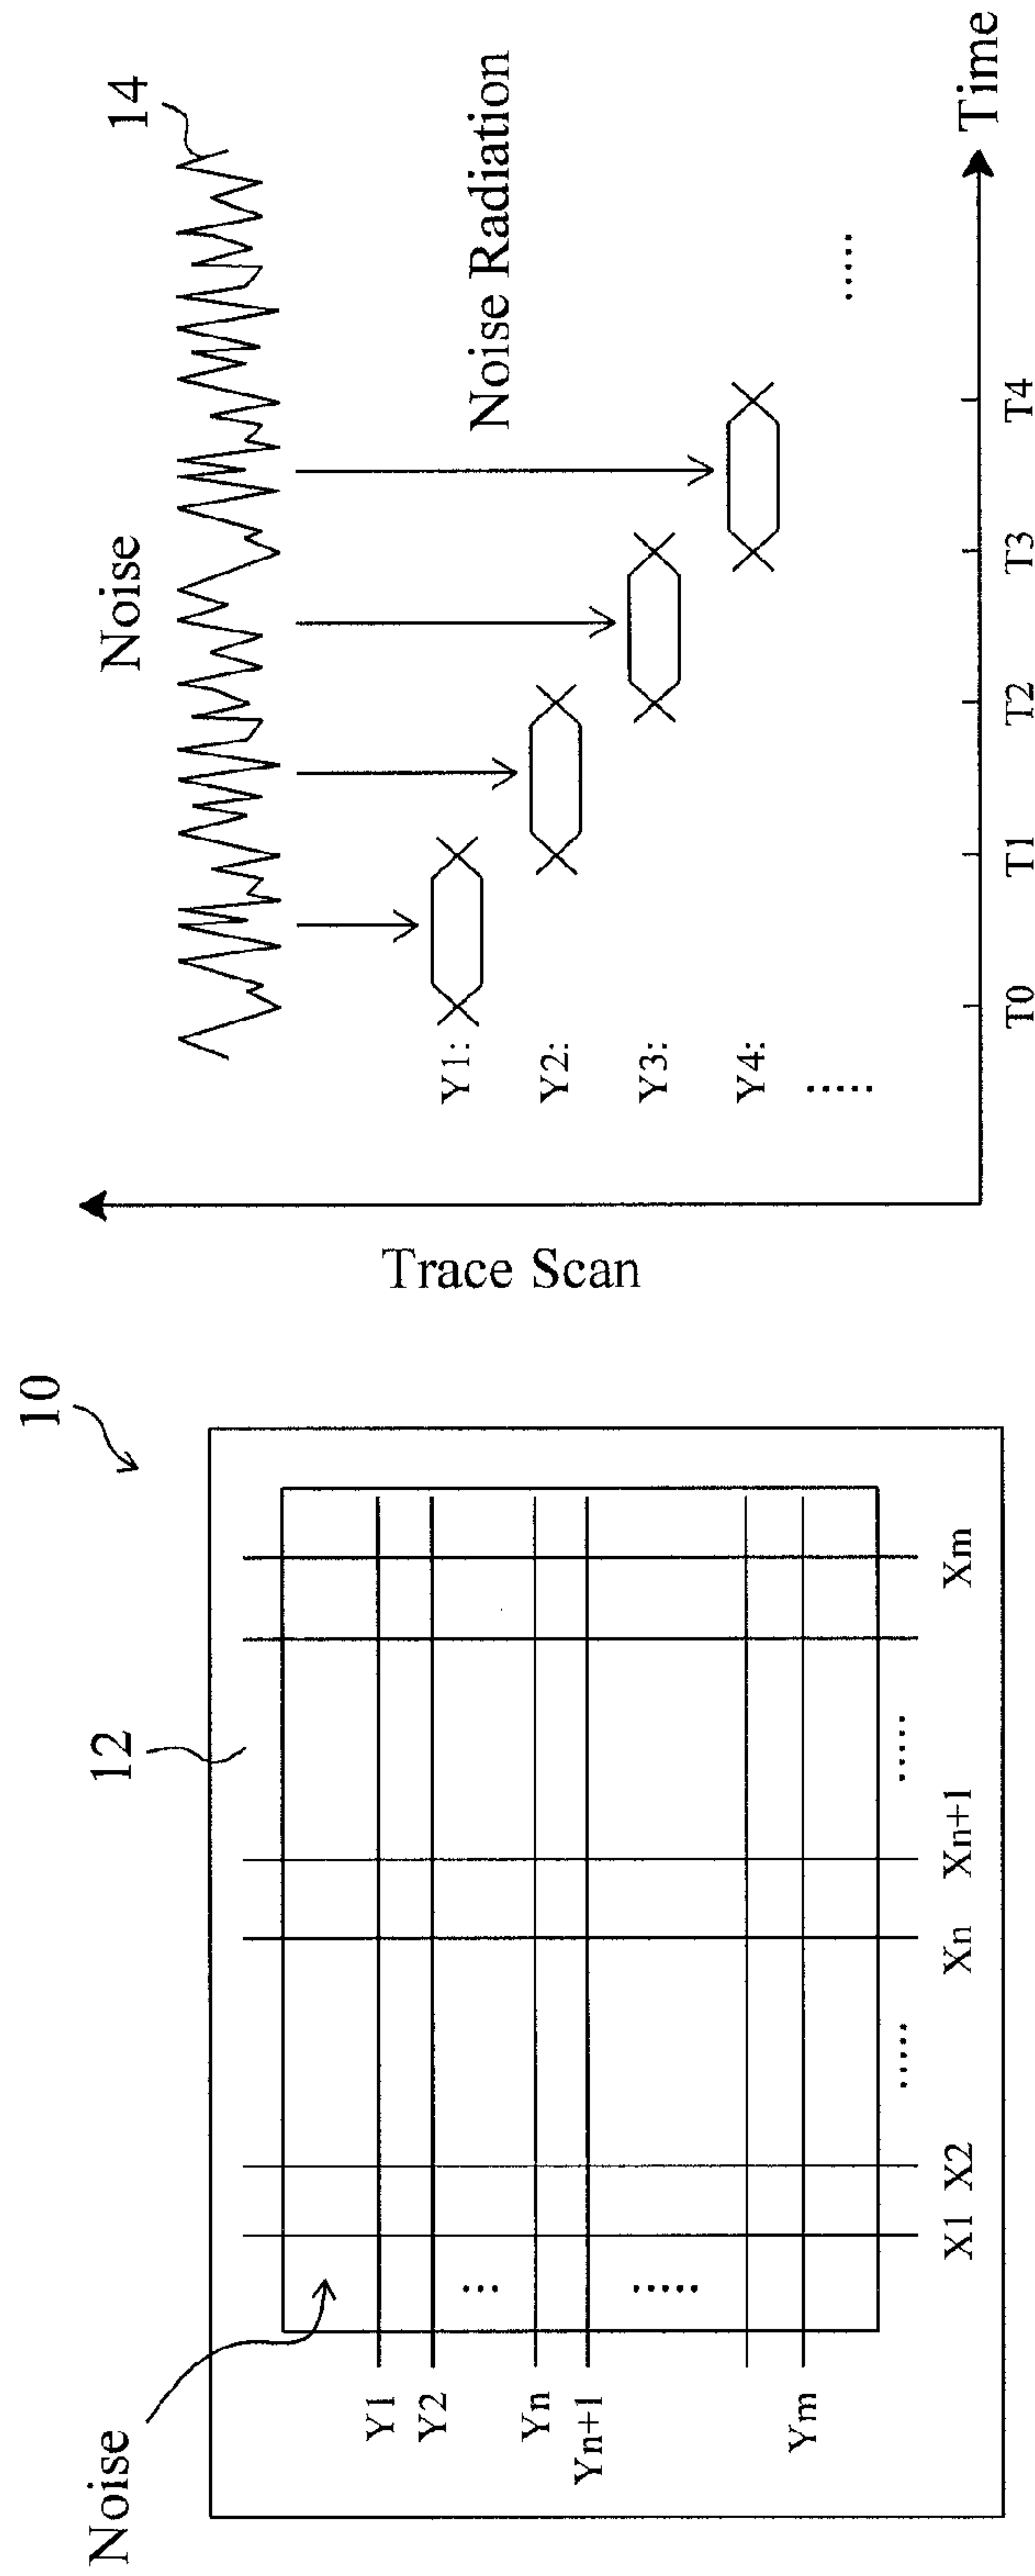 10
12
Noise
Y1
Y2
...
Yn
Yn+1
.....
Ym
X1
X2
.....
Xn
Xn+1
.....
Xm
Trace Scan
Noise
14
Noise Radiation
Y1:
Y2:
Y3:
Y4:
.....
.....
T0
T1
T2
T3
T4
Time